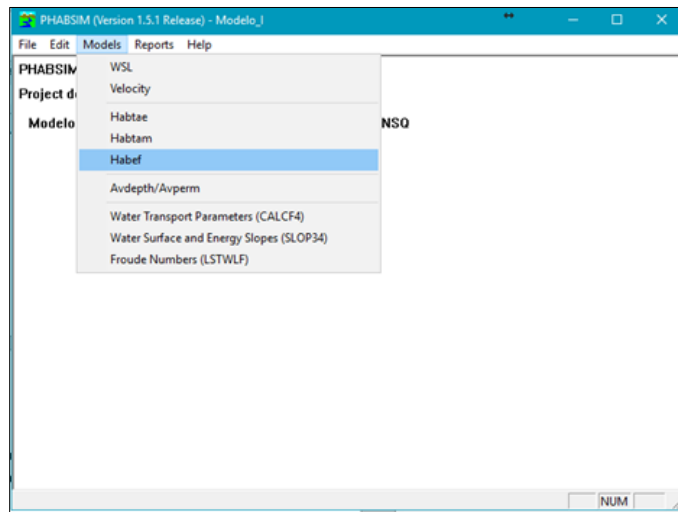 PHABSIM (Version 1.5.1 Release) - Modelo_I
File Edit Models Reports Help
PHABSIM
Project d
Modelo
NSQ
WSL
Velocity
Habtae
Habtam
Habef
Avdepth/Avperm
Water Transport Parameters (CALCF4)
Water Surface and Energy Slopes (SLOP34)
Froude Numbers (LSTWLF)
NUM